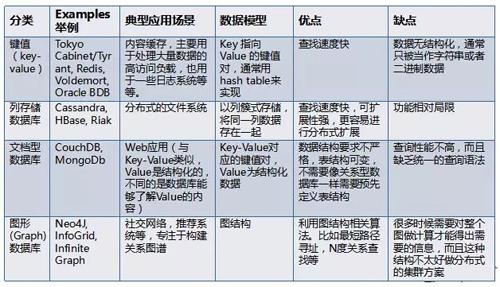 分类
Examples
举例
典型应用场景
数据模型
优点
缺点
键值
（key-
value）
Tokyo
Cabinet/Tyr
ant, Redis,
Voldemort,
Oracle BDB
内容缓存，主要用
于处理大量数据的
高访问负载，也用
于一些日志系统等
等。
Key 指向
Value 的键值
对，通常用
hash table来
实现
查找速度快
数据无结构化，通常
只被当作字符串或者
二进制数据
列存储
数据库
Cassandra,
HBase, Riak
分布式的文件系统
以列簇式存储，
将同一列数据
存在一起
查找速度快，可扩
展性强，更容易进
行分布式扩展
功能相对局限
文档型
数据库
CouchDB,
MongoDb
Web应用（与
Key-Value类似，
Value是结构化的，
不同的是数据库能
够了解Value的内
容）
Key-Value对
应的键值对，
Value为结构化
数据
数据结构要求不严
格，表结构可变，
不需要像关系型数
据库一样需要预先
定义表结构
查询性能不高，而且
缺乏统一的查询语法
图形
(Graph)
数据库
Neo4J,
InfoGrid,
Infinite
Graph
社交网络，推荐系
统等，专注于构建
关系图谱
图结构
利用图结构相关算
法。比如最短路径
寻址，N度关系查
找等
很多时候需要对整个
图做计算才能得出需
要的信息，而且这种
结构不太好做分布式
的集群方案